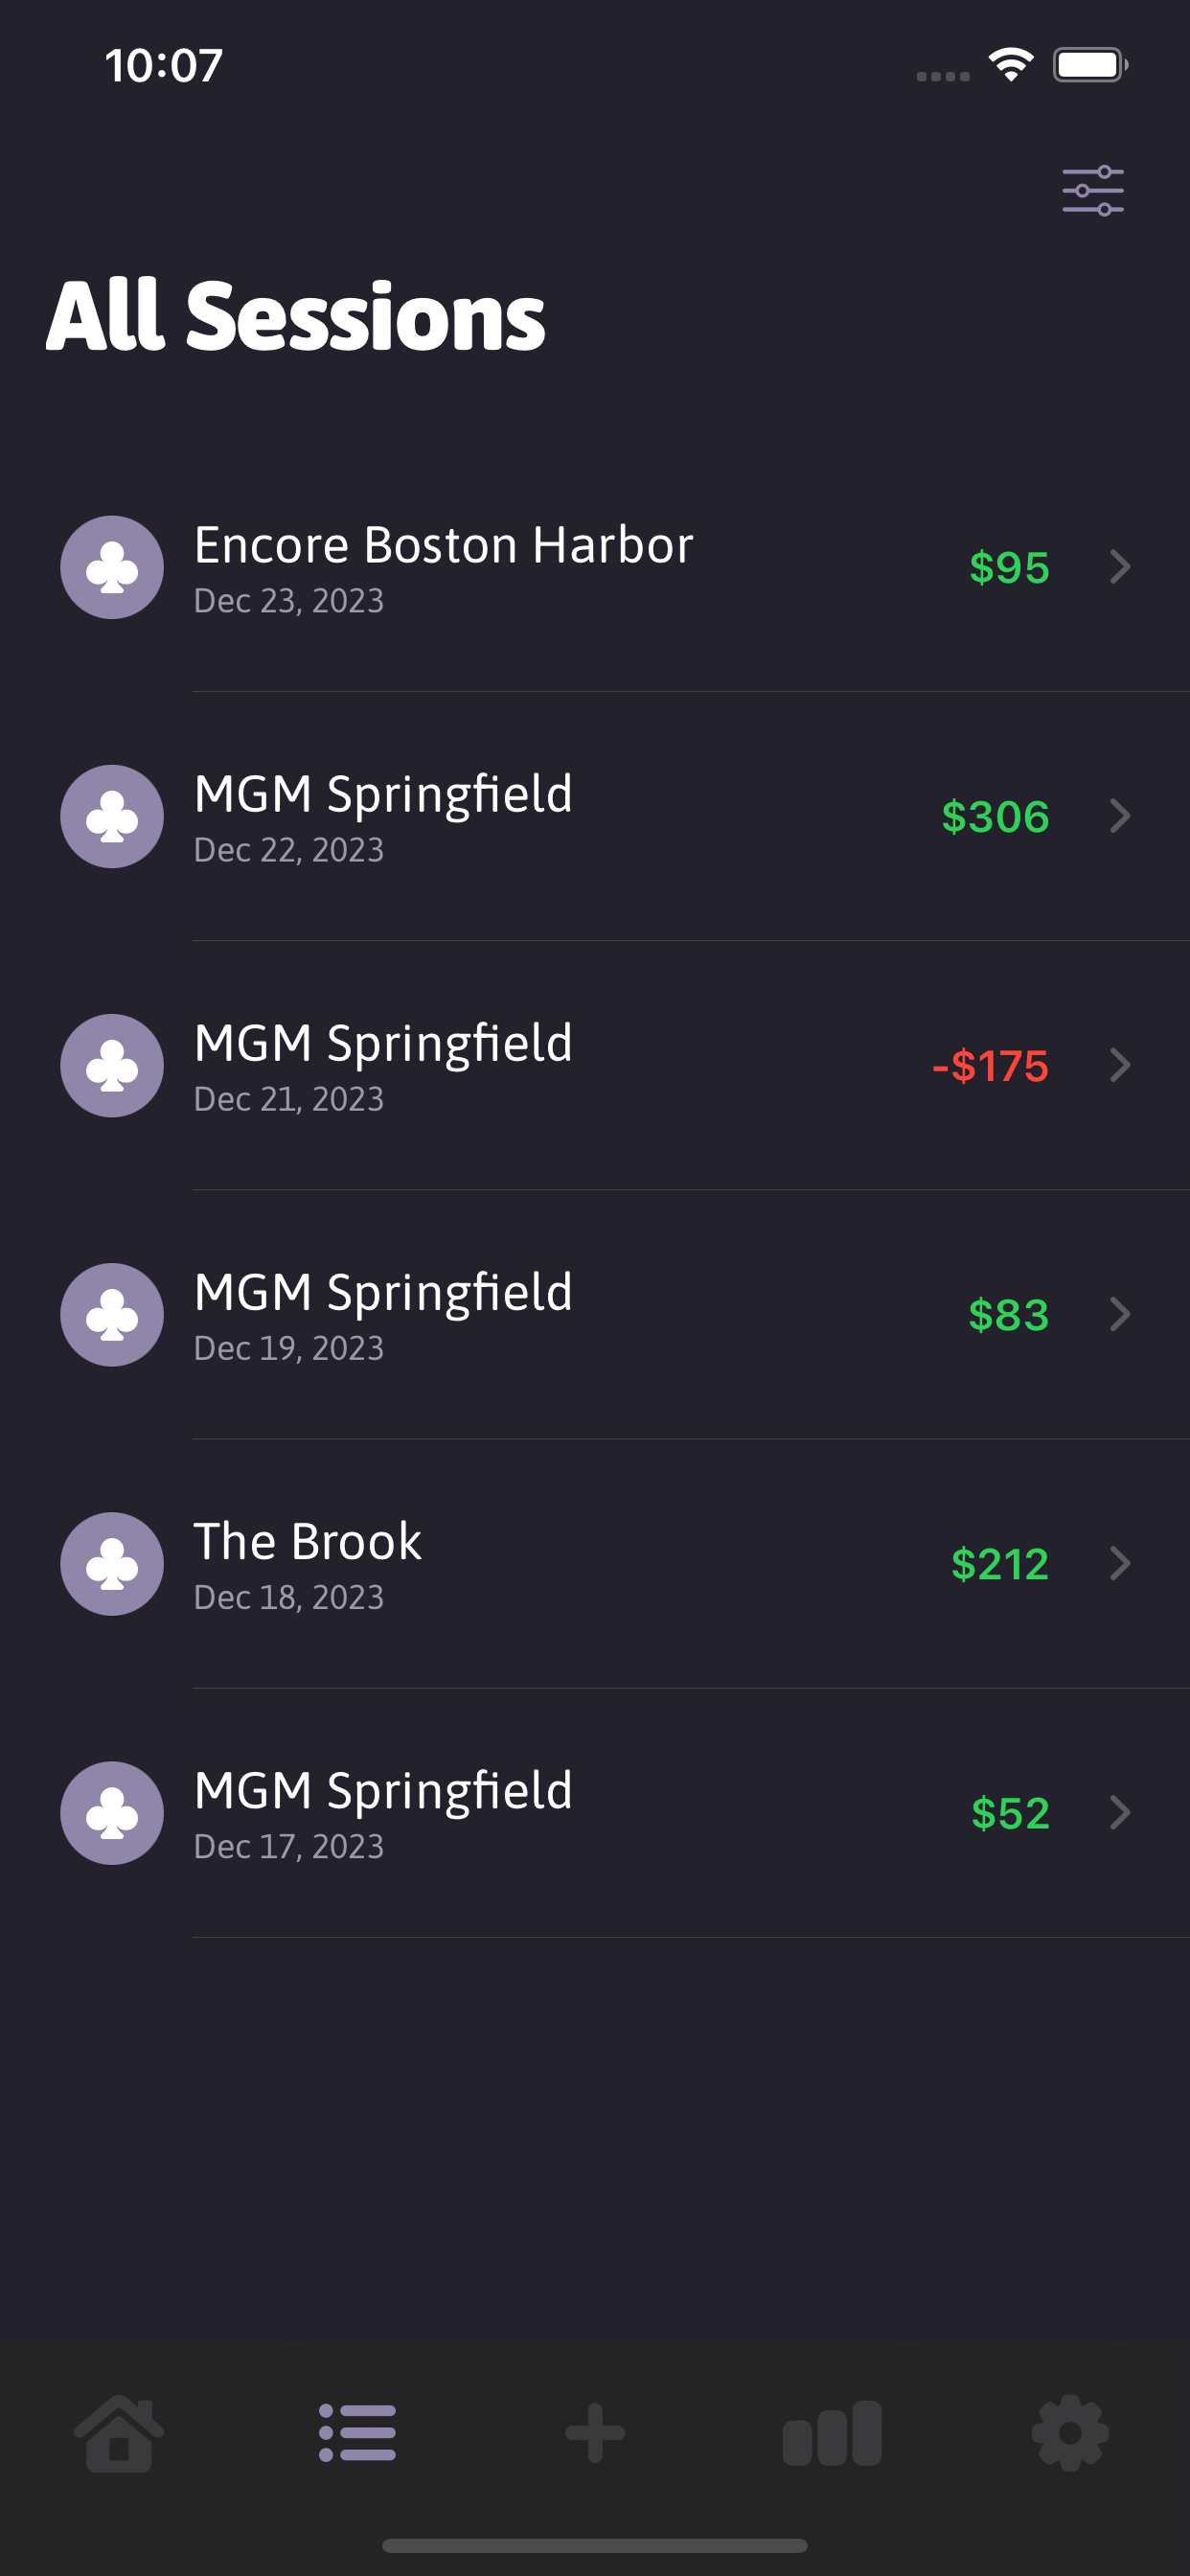 10:07
All Sessions
Encore Boston Harbor
Dec 23, 2023
$95
MGM Springfield
Dec 22, 2023
$306
MGM Springfield
Dec 21, 2023
-$175
MGM Springfield
Dec 19, 2023
$83
The Brook
Dec 18, 2023
$212
MGM Springfield
Dec 17, 2023
$52